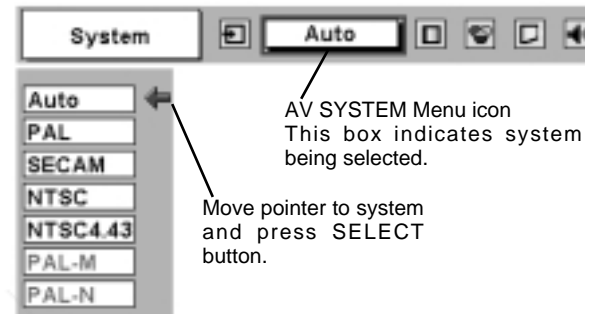 System
Auto
AV SYSTEM Menu icon
This box indicates system
being selected.
Auto
PAL
SECAM
NTSC
NTSC4.43
PAL-M
PAL-N
Move pointer to system
and press SELECT
button.